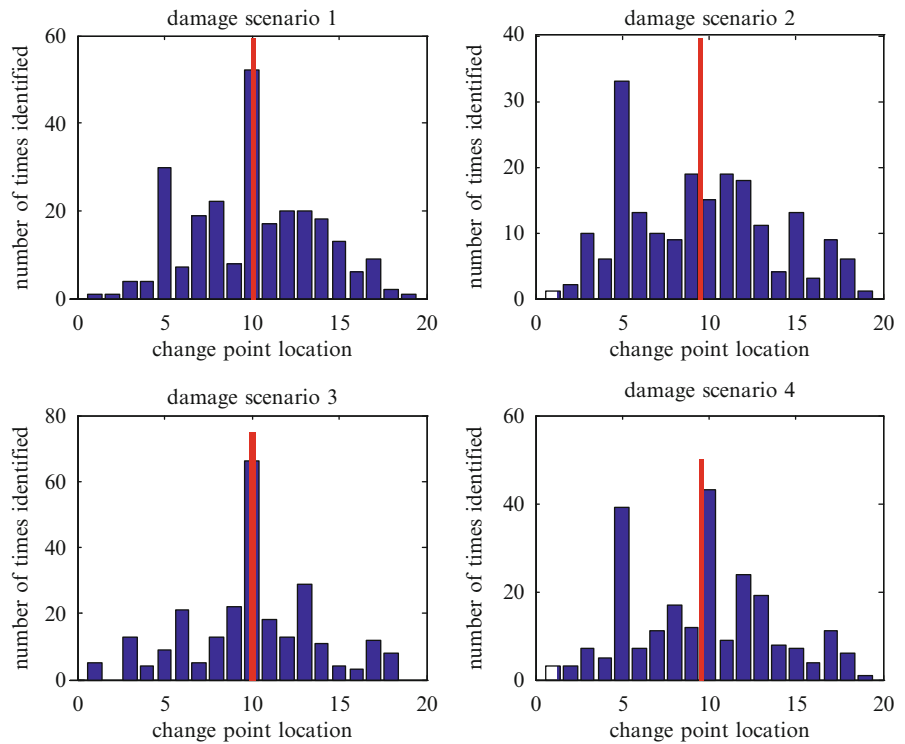 damage scenario 1
60
40
20
0
number of times identified
0 5 10 15 20
change point location
damage scenario 2
40
30
20
10
0
number of times identified
0 5 10 15 20
change point location
damage scenario 3
80
60
40
20
0
number of times identified
0 5 10 15 20
change point location
damage scenario 4
60
40
20
0
number of times identified
0 5 10 15 20
change point location